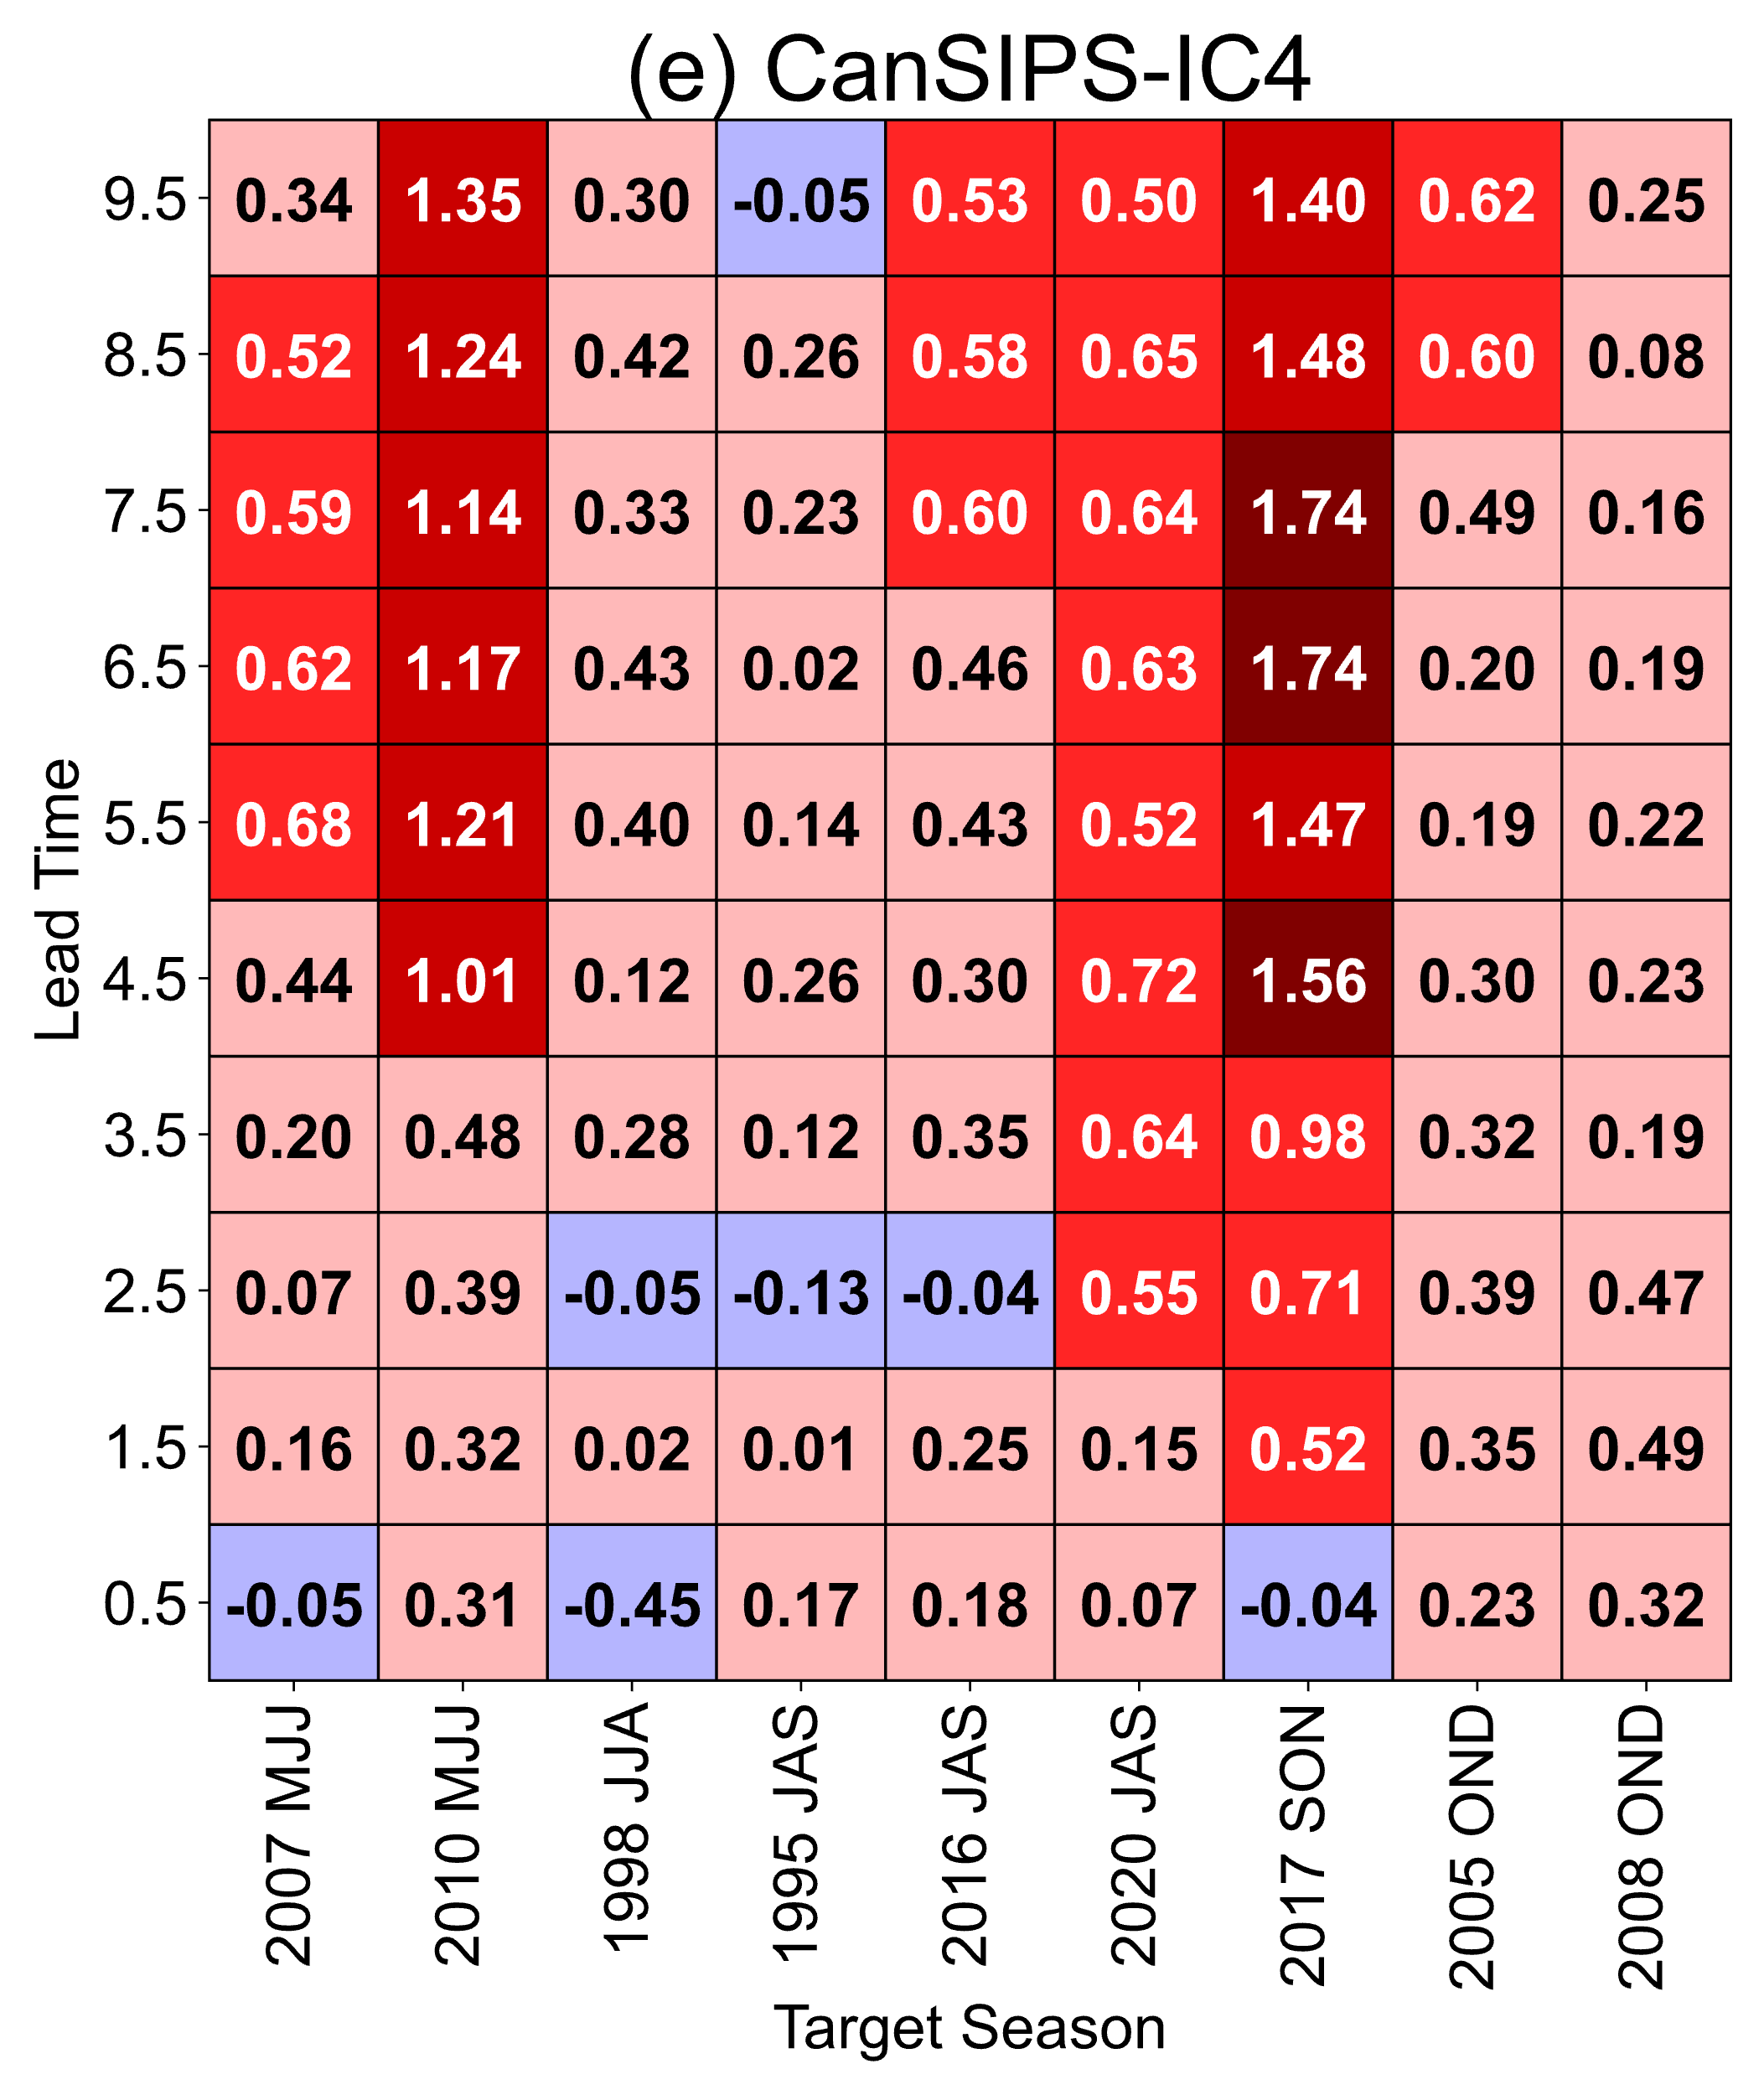 (e) CanSIPS-IC4
9.5 0.34 1.35 0.30 -0.05 0.53 0.50 1.40 0.62 0.25
8.5 0.52 1.24 0.42 0.26 0.58 0.65 1.48 0.60 0.08
7.5 0.59 1.14 0.33 0.23 0.60 0.64 1.74 0.49 0.16
6.5 0.62 1.17 0.43 0.02 0.46 0.63 1.74 0.20 0.19
5.5 0.68 1.21 0.40 0.14 0.43 0.52 1.47 0.19 0.22
4.5 0.44 1.01 0.12 0.26 0.30 0.72 1.56 0.30 0.23
3.5 0.20 0.48 0.28 0.12 0.35 0.64 0.98 0.32 0.19
2.5 0.07 0.39 -0.05 -0.13 -0.04 0.55 0.71 0.39 0.47
1.5 0.16 0.32 0.02 0.01 0.25 0.15 0.52 0.35 0.49
0.5 -0.05 0.31 -0.45 0.17 0.18 0.07 -0.04 0.23 0.32
Lead Time
2007 MJJ
2010 MJJ
1998 JJA
1995 JAS
2016 JAS
2020 JAS
2017 SON
2005 OND
2008 OND
Target Season